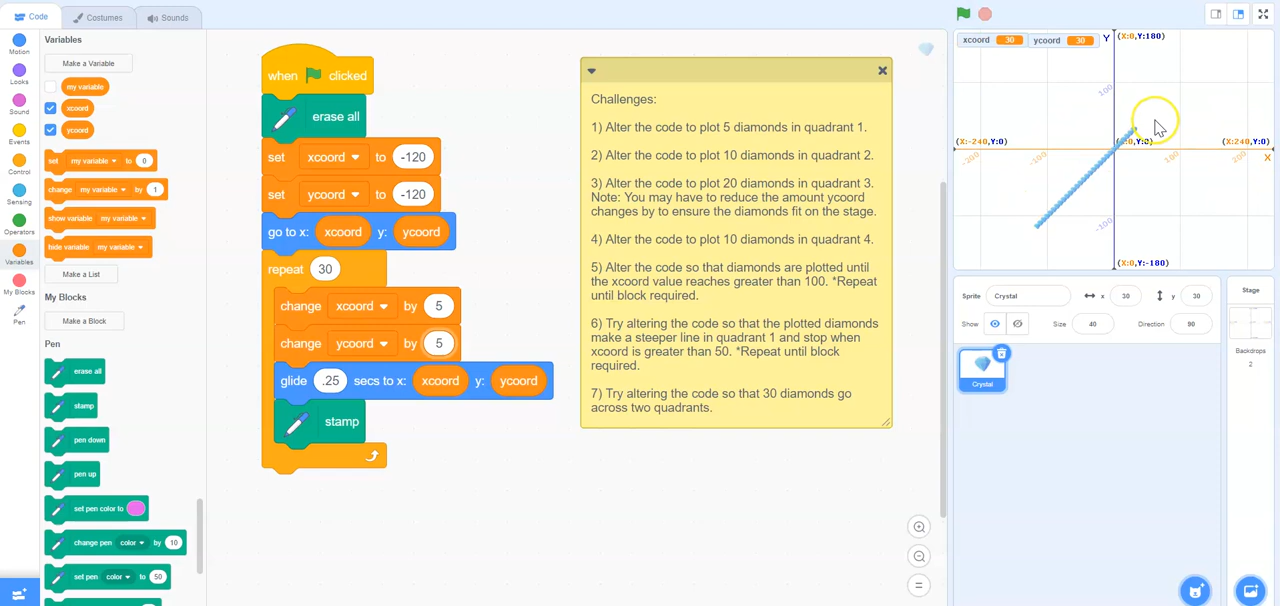 Code
Costumes
Sounds
Motion
Looks
Sound
Events
Control
Sensing
Operators
Variables
My Blocks
Pen
Variables
Make a Variable
my variable
xcoord
ycoord
set my variable to 0
change my variable by 1
show variable my variable
hide variable my variable
Make a List
My Blocks
Make a Block
Pen
erase all
stamp
pen down
pen up
set pen color to
change pen color by 10
set pen color to 50
when clicked
erase all
set xcoord to -120
set ycoord to -120
go to x: xcoord y: ycoord
repeat 30
change xcoord by 5
change ycoord by 5
glide .25 secs to x: xcoord y: ycoord
stamp
Challenges:
1) Alter the code to plot 5 diamonds in quadrant 1.
2) Alter the code to plot 10 diamonds in quadrant 2.
3) Alter the code to plot 20 diamonds in quadrant 3.
Note: You may have to reduce the amount ycoord
changes by to ensure the diamonds fit on the stage.
4) Alter the code to plot 10 diamonds in quadrant 4.
5) Alter the code so that diamonds are plotted until
the xcoord value reaches greater than 100. *Repeat
until block required.
6) Try altering the code so that the plotted diamonds
make a steeper line in quadrant 1 and stop when
xcoord is greater than 50. *Repeat until block
required.
7) Try altering the code so that 30 diamonds go
across two quadrants.
xcoord 30 ycoord 30
Y (X:0,Y:180)
100
(X:-240,Y:0) (X:0,Y:0) (X:240,Y:0)
-200 -100 100 200 X
-100
(X:0,Y:-180)
Sprite Crystal x 30 y 30
Show Size 40 Direction 90
Crystal
Stage
Backdrops
2